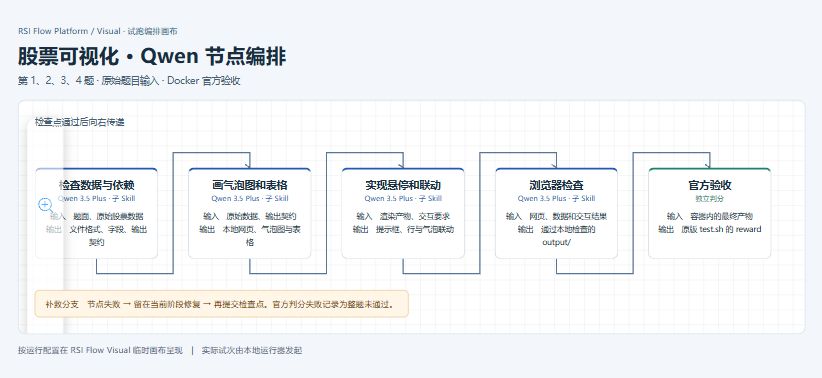 RSI Flow Platform / Visual · 试跑编排画布
股票可视化 · Qwen 节点编排
第 1、2、3、4 题 · 原始题目输入 · Docker 官方验收
检查点通过后向右传递
检查数据与依赖
Qwen 3.5 Plus · 子 Skill
输入 题面、原始股票数据
输出 文件格式、字段、输出
契约
画气泡图和表格
Qwen 3.5 Plus · 子 Skill
输入 原始数据、输出契约
输出 本地网页、气泡图与表
格
实现悬停和联动
Qwen 3.5 Plus · 子 Skill
输入 渲染产物、交互要求
输出 提示框、行与气泡联动
浏览器检查
Qwen 3.5 Plus · 子 Skill
输入 网页、数据和交互结果
输出 通过本地检查的
output/
官方验收
独立判分
输入 容器内的最终产物
输出 原版 test.sh 的 reward
补救分支 节点失败 → 留在当前阶段修复 → 再提交检查点。官方判分失败记录为整题未通过。
按运行配置在 RSI Flow Visual 临时画布呈现 | 实际试次由本地运行器发起